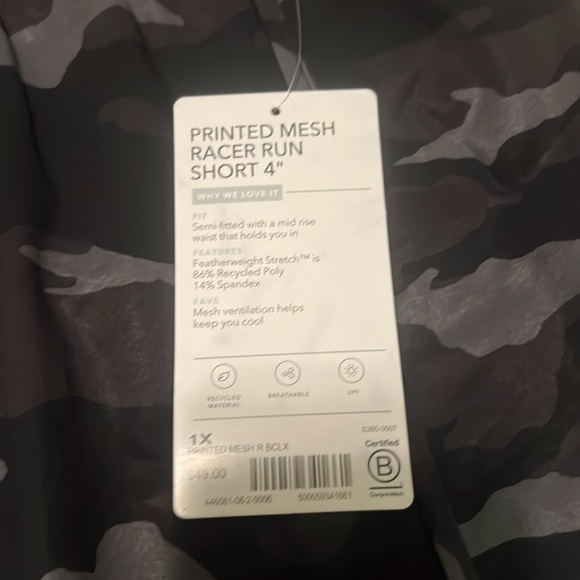 PRINTED MESH
RACER RUN
SHORT 4"
WHY WE LOVE IT
FIT
Semi-fitted with a mid rise
waist that holds you in
FEATURES
Featherweight Stretch™ is
86% Recycled Poly
14% Spandex
FAVE
Mesh ventilation helps
keep you cool
RECYCLED
MATERIAL
BREATHABLE
UPF
1X
PRINTED MESH R BCLX
$49.00
Certified
B
Corporation